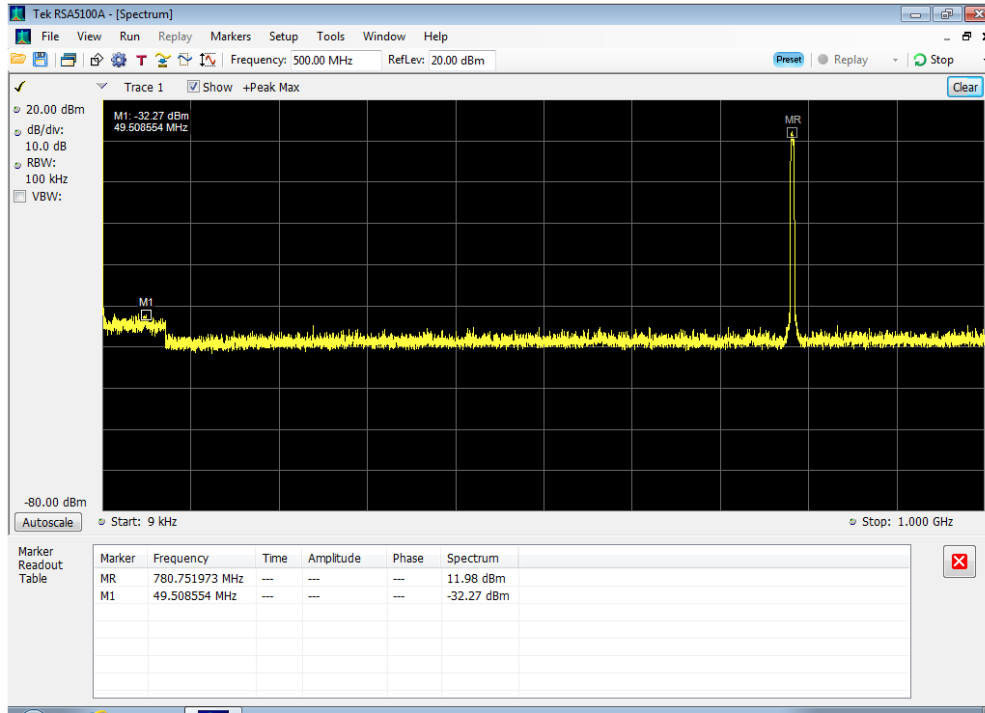 Tek RSA5100A - [Spectrum]
File View Run Replay Markers Setup Tools Window Help
Frequency: 500.00 MHz RefLev: 20.00 dBm Preset Replay Stop
Trace 1 Show +Peak Max Clear
20.00 dBm
dB/div:
10.0 dB
RBW:
100 kHz
VBW:
M1: -32.27 dBm
49.508554 MHz
MR
M1
-80.00 dBm
Autoscale Start: 9 kHz Stop: 1.000 GHz
Marker
Readout
Table
Marker Frequency Time Amplitude Phase Spectrum
MR 780.751973 MHz --- --- --- 11.98 dBm
M1 49.508554 MHz --- --- --- -32.27 dBm